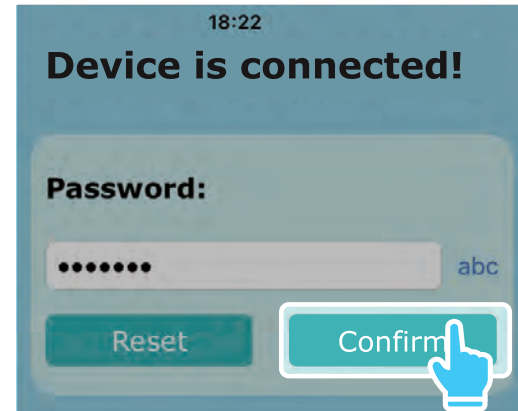 18:22
Device is connected!
Password:
••••••• abc
Reset Confirm